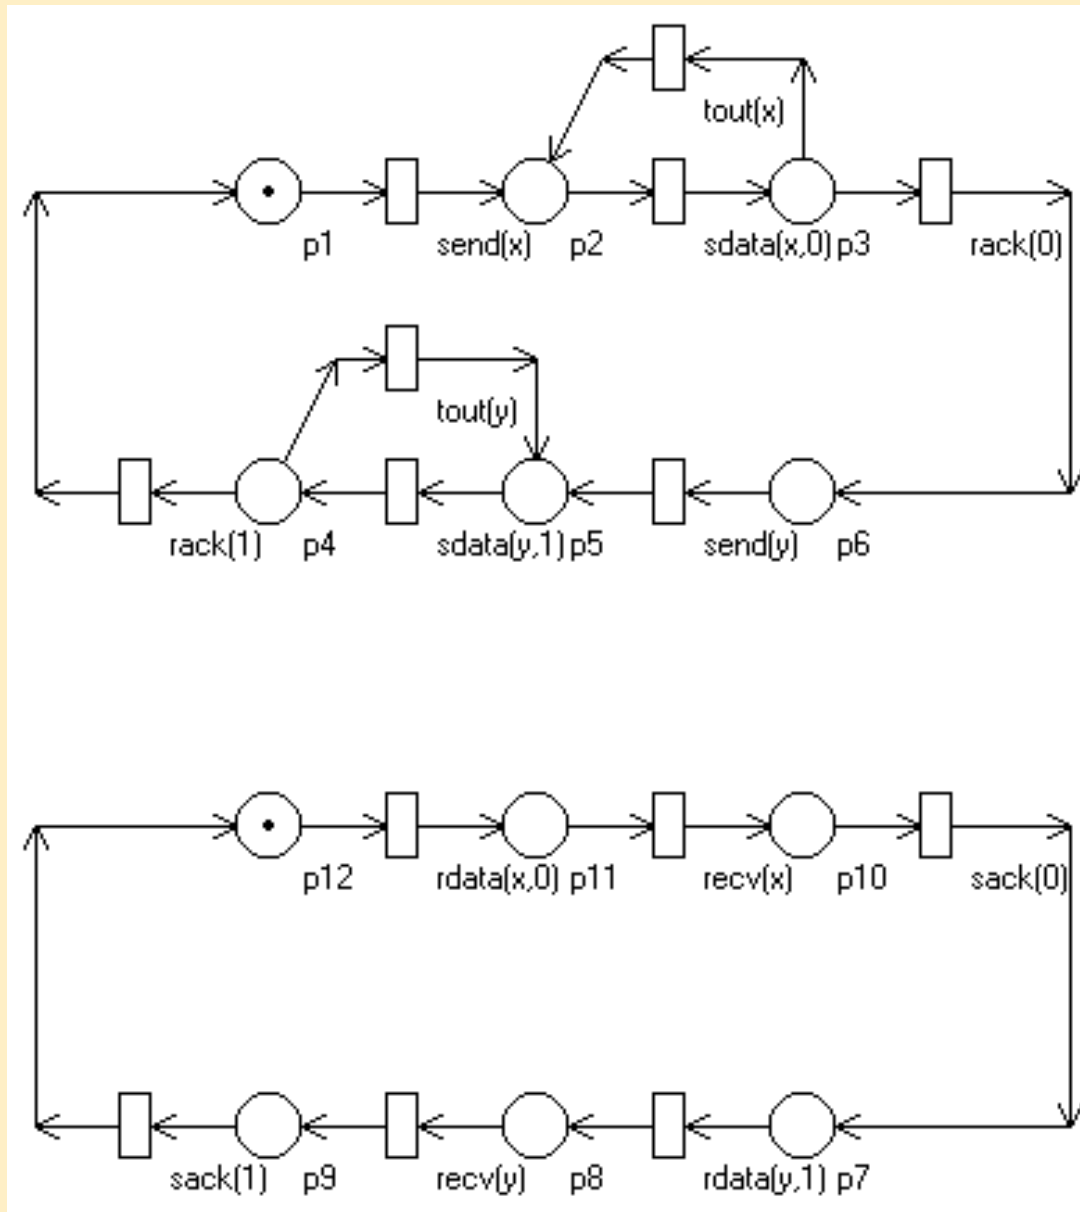 tout(x)
p1 send(x) p2 sdata(x,0) p3 rack(0)
tout(y)
rack(1) p4 sdata(y,1) p5 send(y) p6
p12 rdata(x,0) p11 recv(x) p10 sack(0)
sack(1) p9 recv(y) p8 rdata(y,1) p7